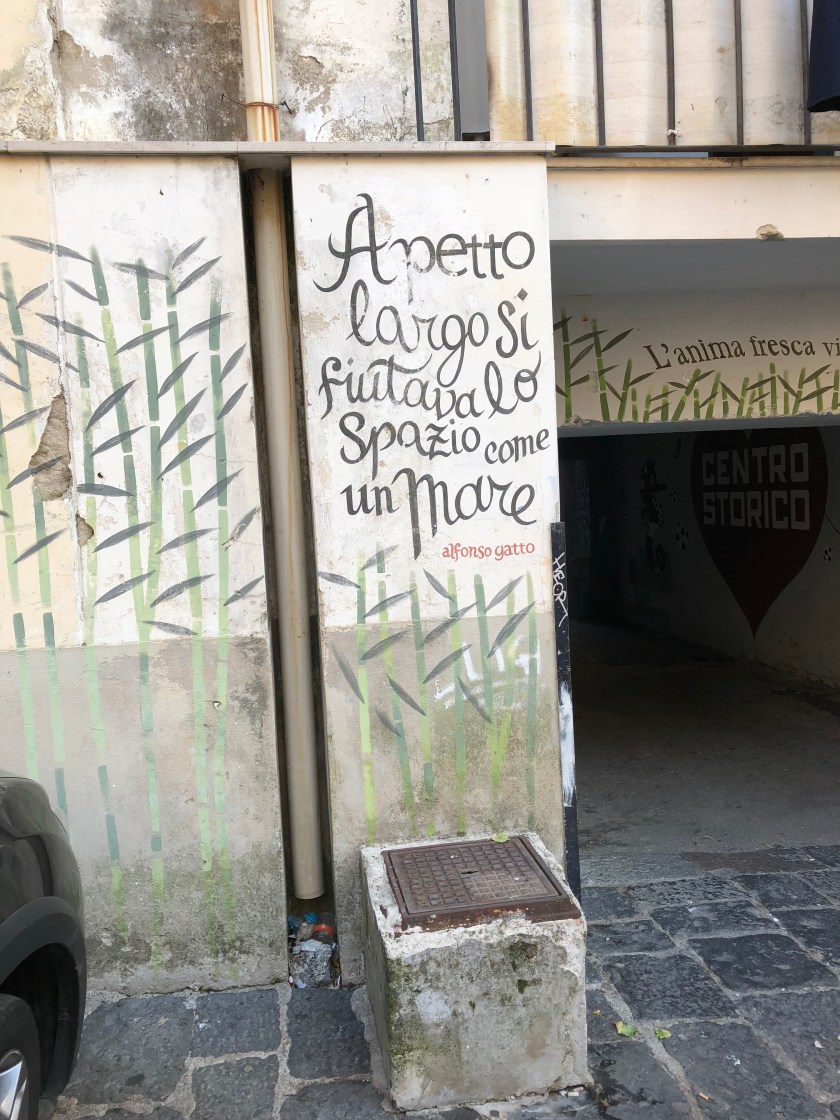 A petto
largo si
fiutava lo
spazio come
un mare
alfonso gatto
L'anima fresca vi
CENTRO
STORICO